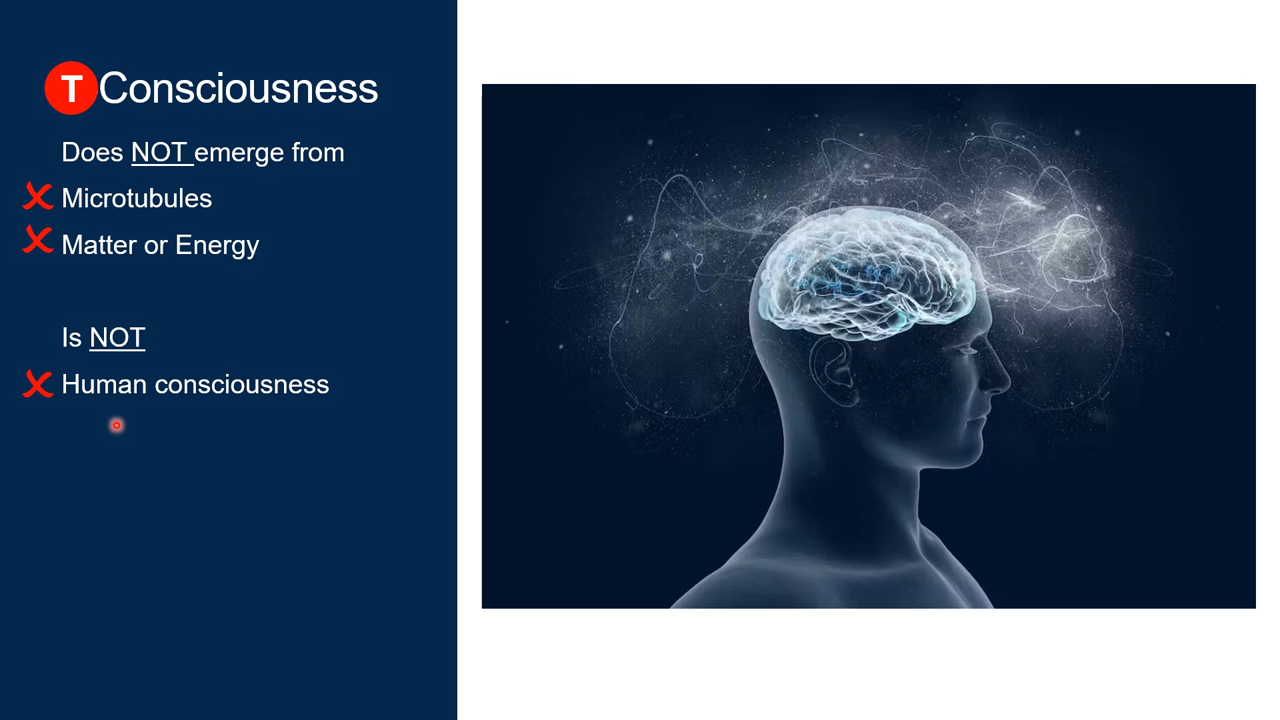 T Consciousness
Does NOT emerge from
Microtubules
Matter or Energy
Is NOT
Human consciousness